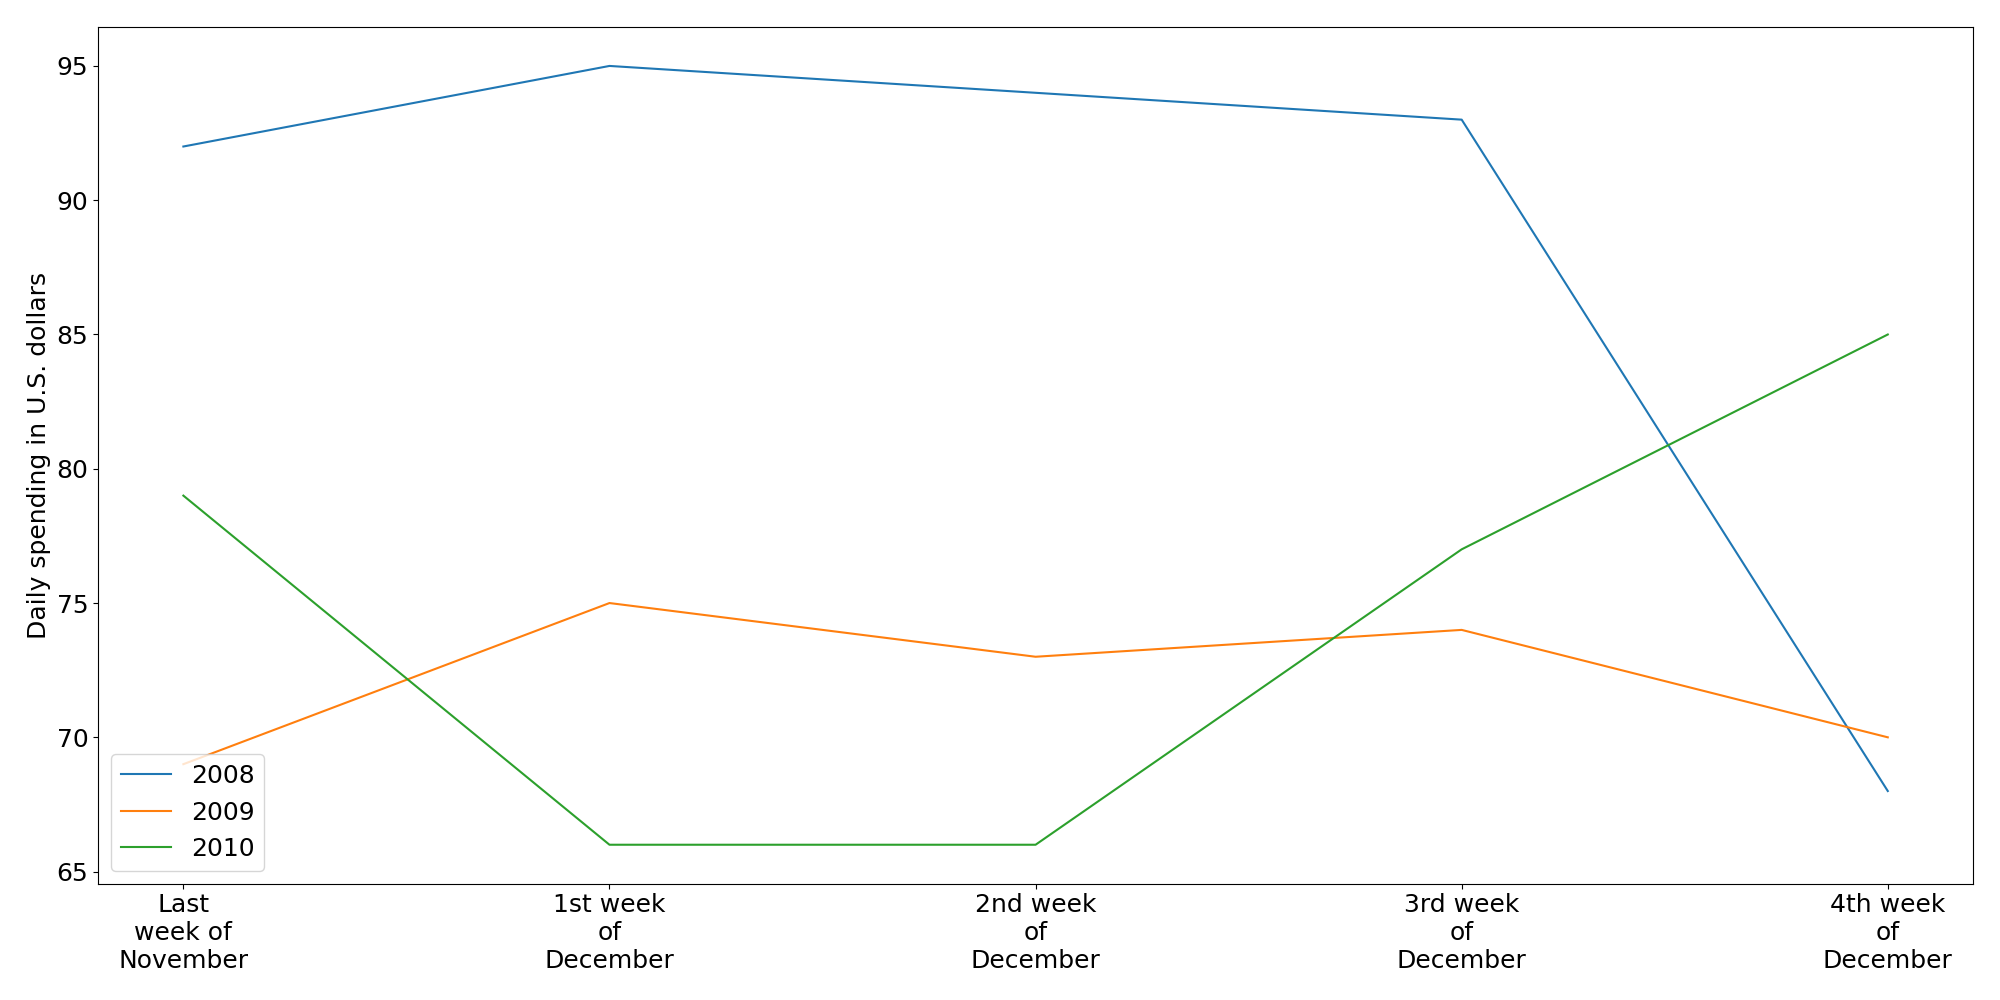 Daily spending in U.S. dollars
95
90
85
80
75
70
65
2008
2009
2010
Last
week of
November
1st week
of
December
2nd week
of
December
3rd week
of
December
4th week
of
December